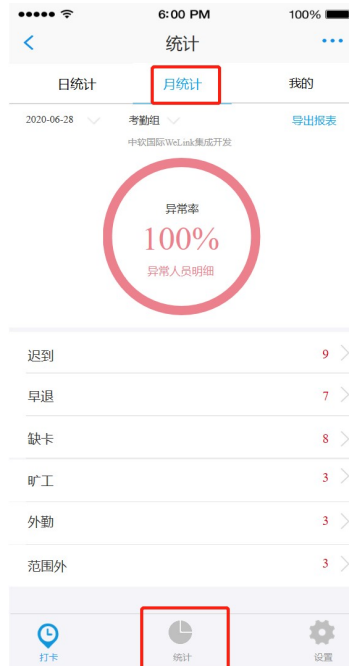 6:00 PM 100%
统计
日统计 月统计 我的
2020-06-28 考勤组 导出报表
中软国际WeLink集成开发
异常率
100%
异常人员明细
迟到 9
早退 7
缺卡 8
旷工 3
外勤 3
范围外 3
打卡 统计 设置